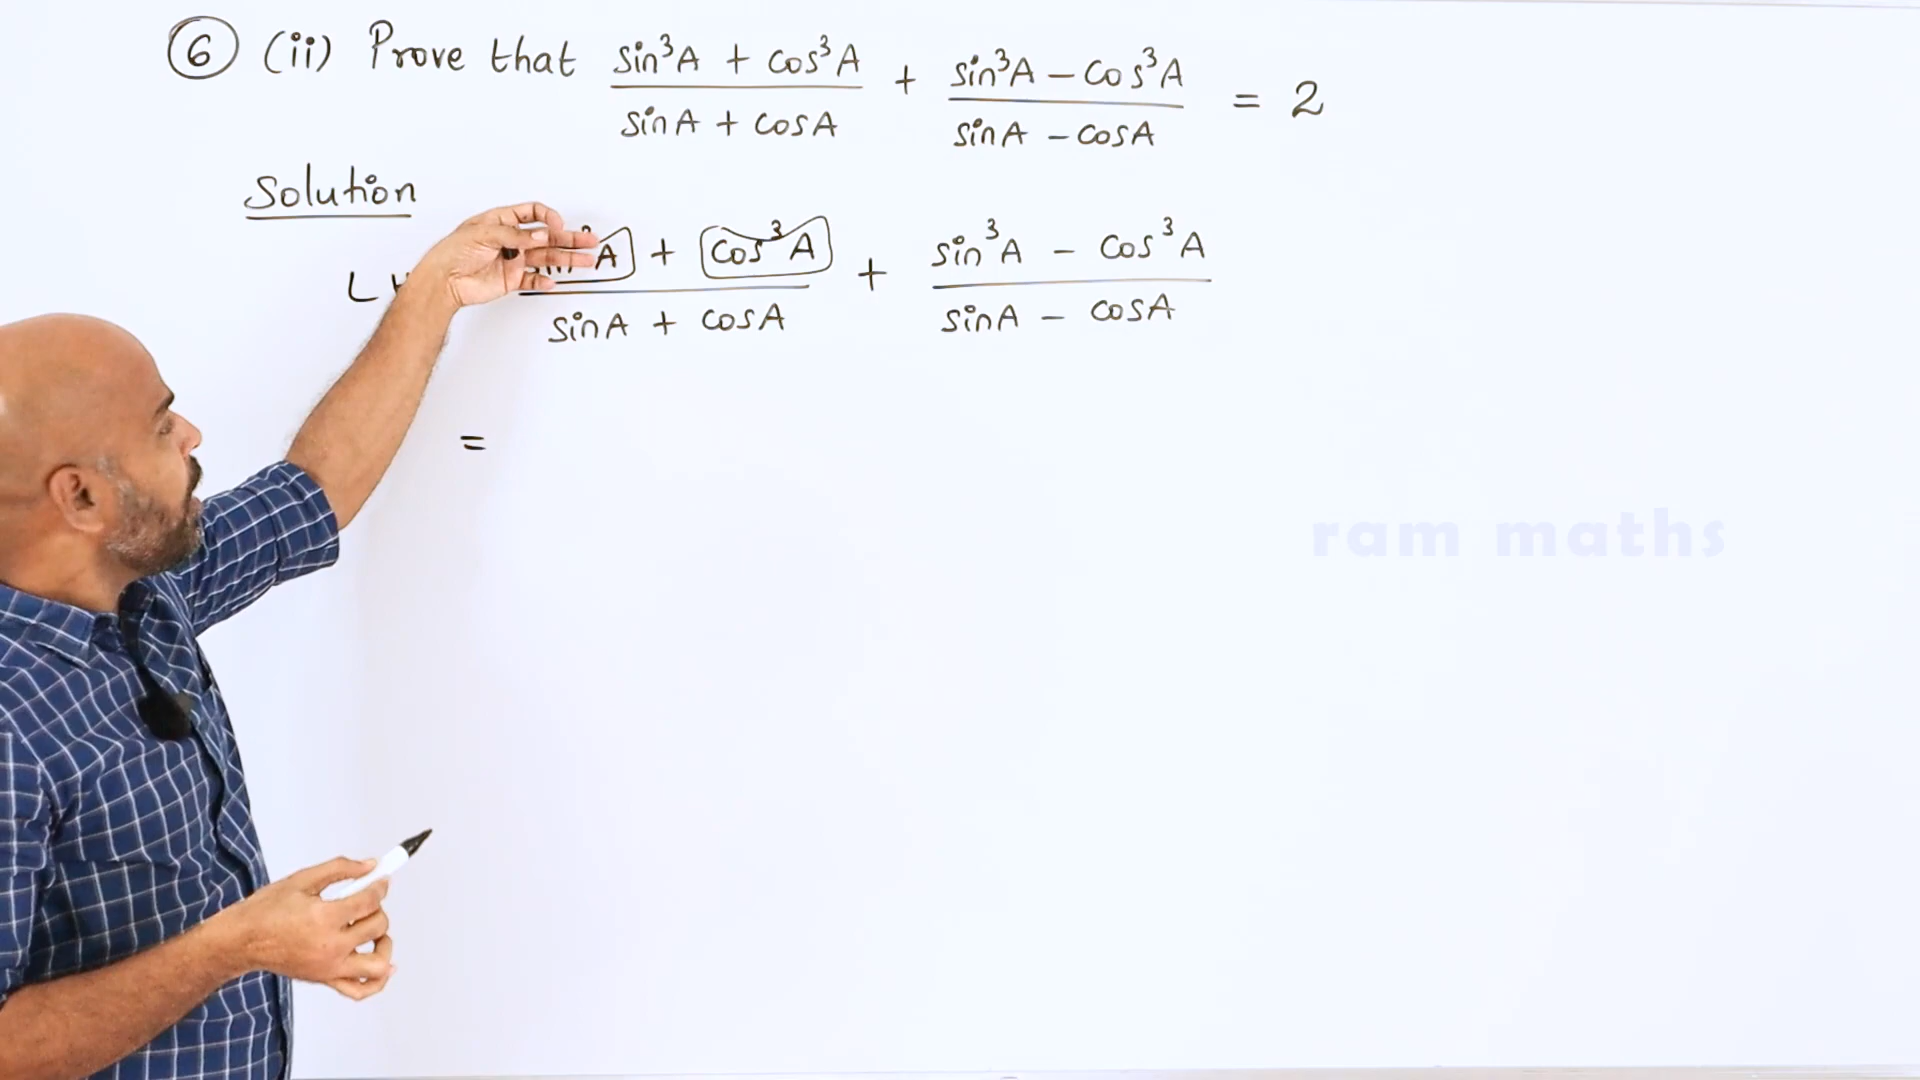 6 (ii) Prove that sin³A + cos³A / sinA + cosA + sin³A - cos³A / sinA - cosA = 2
Solution
L A + cos³A / sinA + cosA + sin³A - cos³A / sinA - cosA
=
ram maths